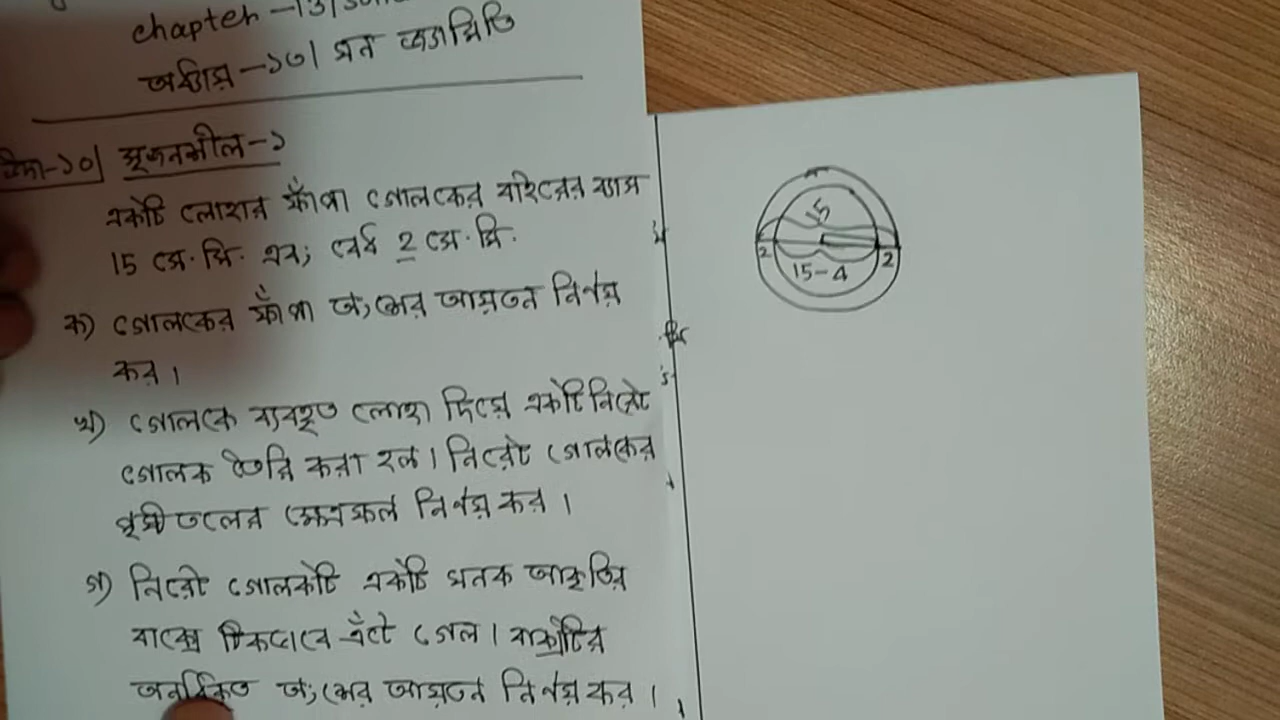 chapter -13|
অধ্যায় -১৩| ঘন জ্যামিতি
-১০| সৃজনশীল-১
একটি লোহার ফাঁপা গোলকের বাইরের ব্যাস
15 সে.মি. এবং বেধ 2 সে.মি.
ক) গোলকের ফাঁপা অংশের আয়তন নির্ণয়
কর।
খ) গোলকে ব্যবহৃত লোহা দিয়ে একটি নিরেট
গোলক তৈরি করা হল। নিরেট গোলকের
পৃষ্ঠতলের ক্ষেত্রফল নির্ণয় কর।
গ) নিরেট গোলকটি একটি ঘনক আকৃতির
বাক্সে ঠিকভাবে এঁটে গেল। বাক্সটির
অনধিকৃত অংশের আয়তন নির্ণয় কর।
15
2
15-4
2